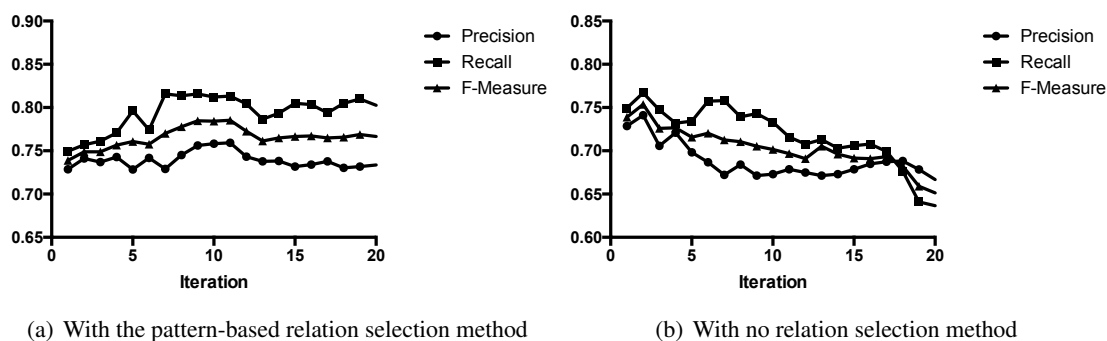 0.90
0.85
0.80
0.75
0.70
0.65
0
5
10
15
20
Iteration
Precision
Recall
F-Measure
(a) With the pattern-based relation selection method
0.85
0.80
0.75
0.70
0.65
0.60
0
5
10
15
20
Iteration
Precision
Recall
F-Measure
(b) With no relation selection method